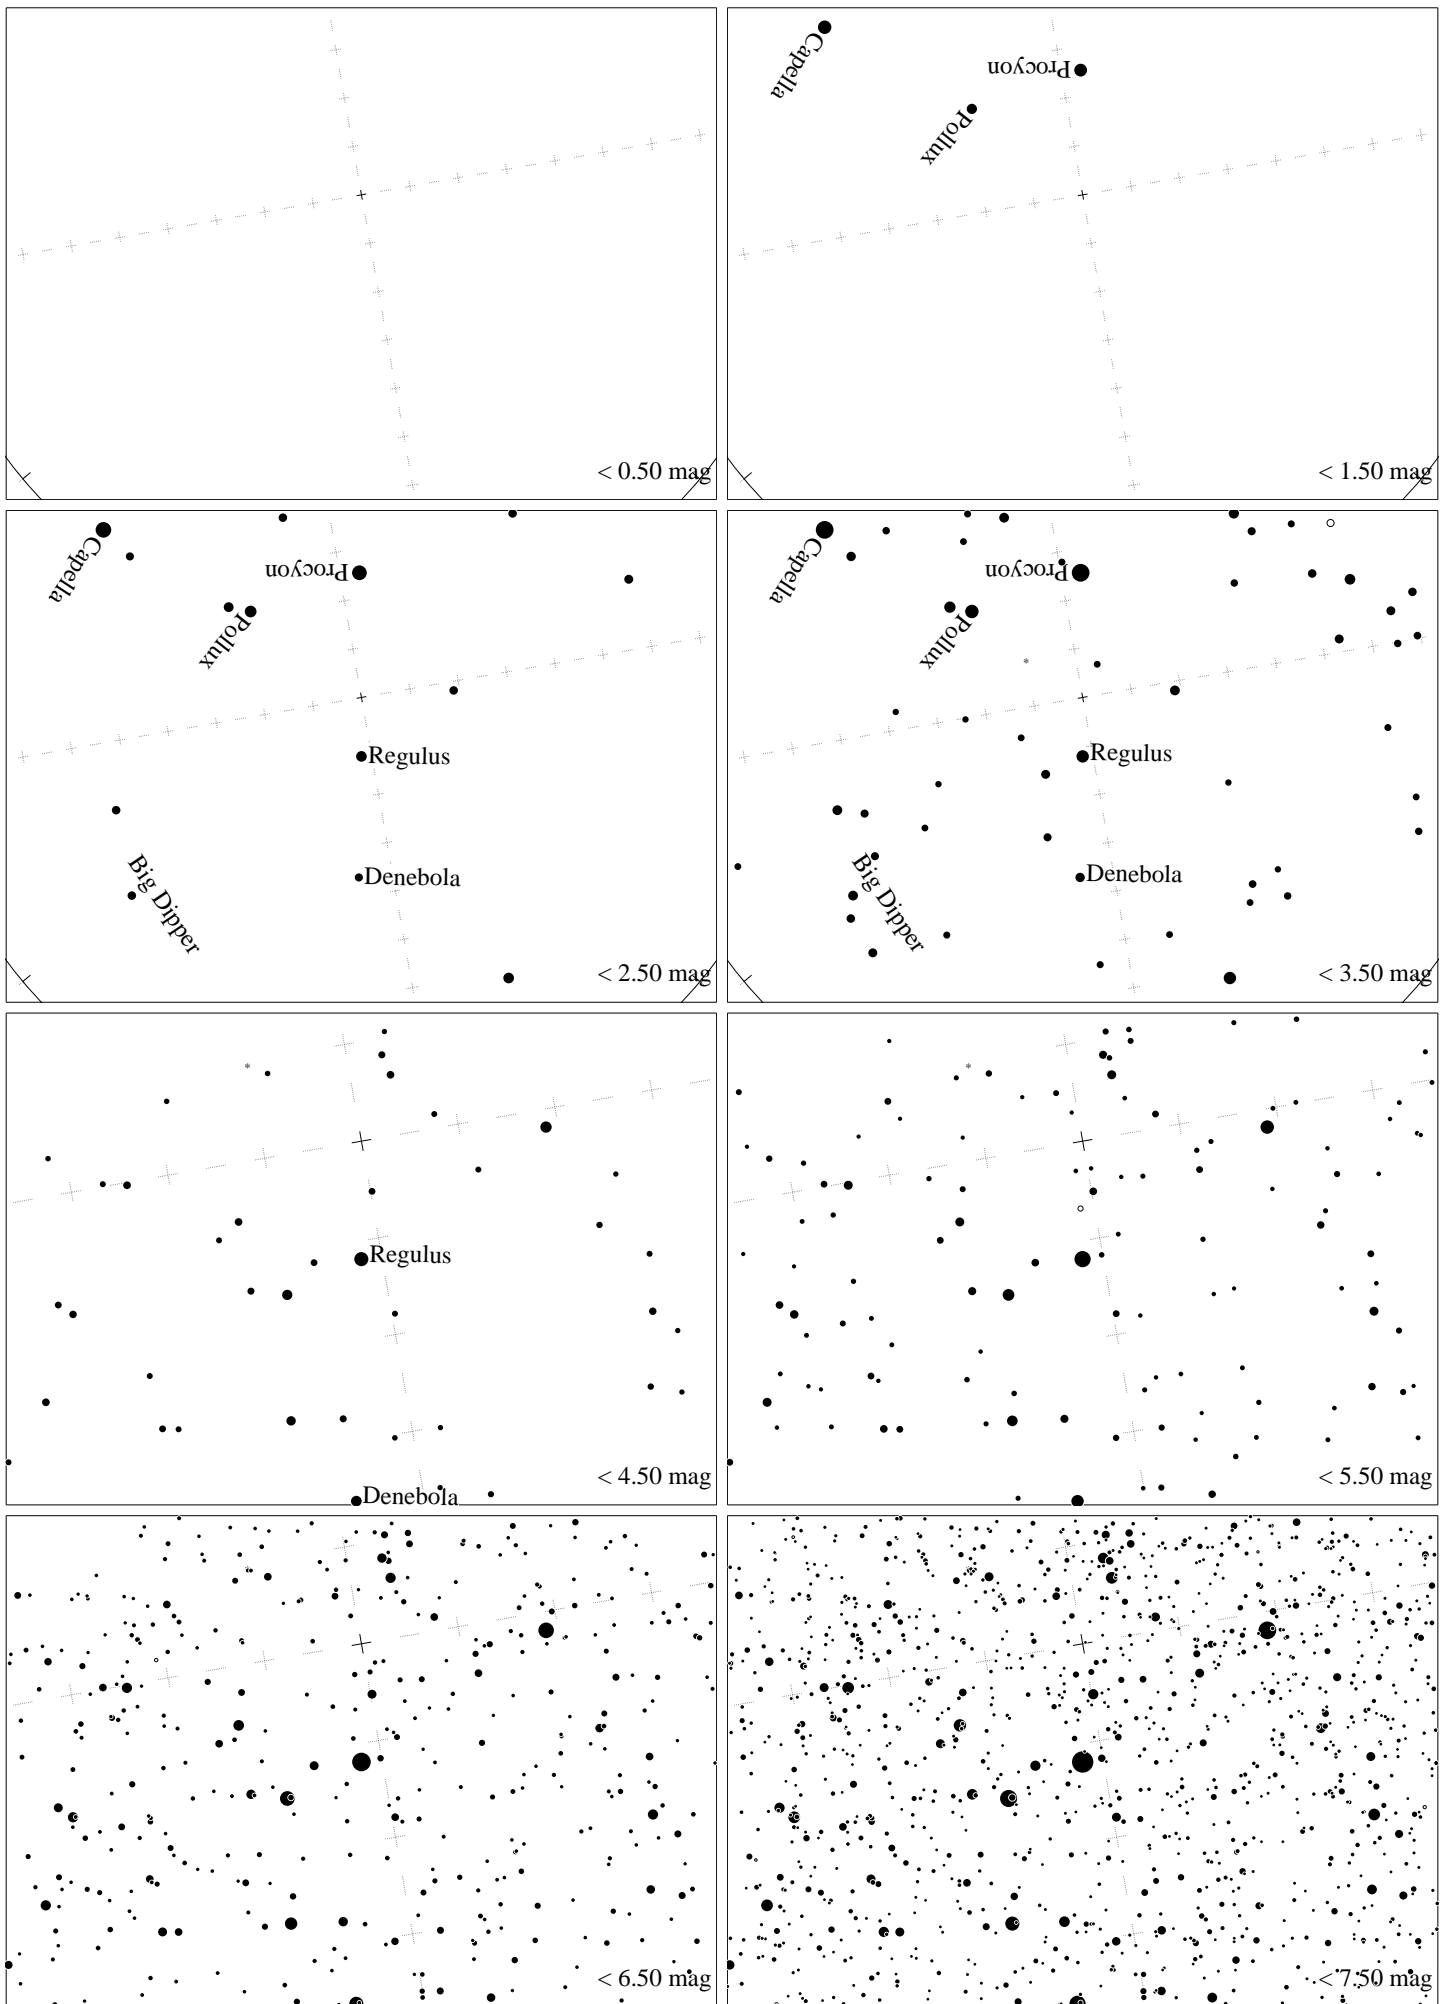 < 0.50 mag
Capella
Procyon
Pollux
< 1.50 mag
Capella
Procyon
Pollux
Regulus
Denebola
Big Dipper
< 2.50 mag
Capella
Procyon
Pollux
Regulus
Denebola
Big Dipper
< 3.50 mag
Regulus
Denebola
< 4.50 mag
< 5.50 mag
< 6.50 mag
< 7.50 mag